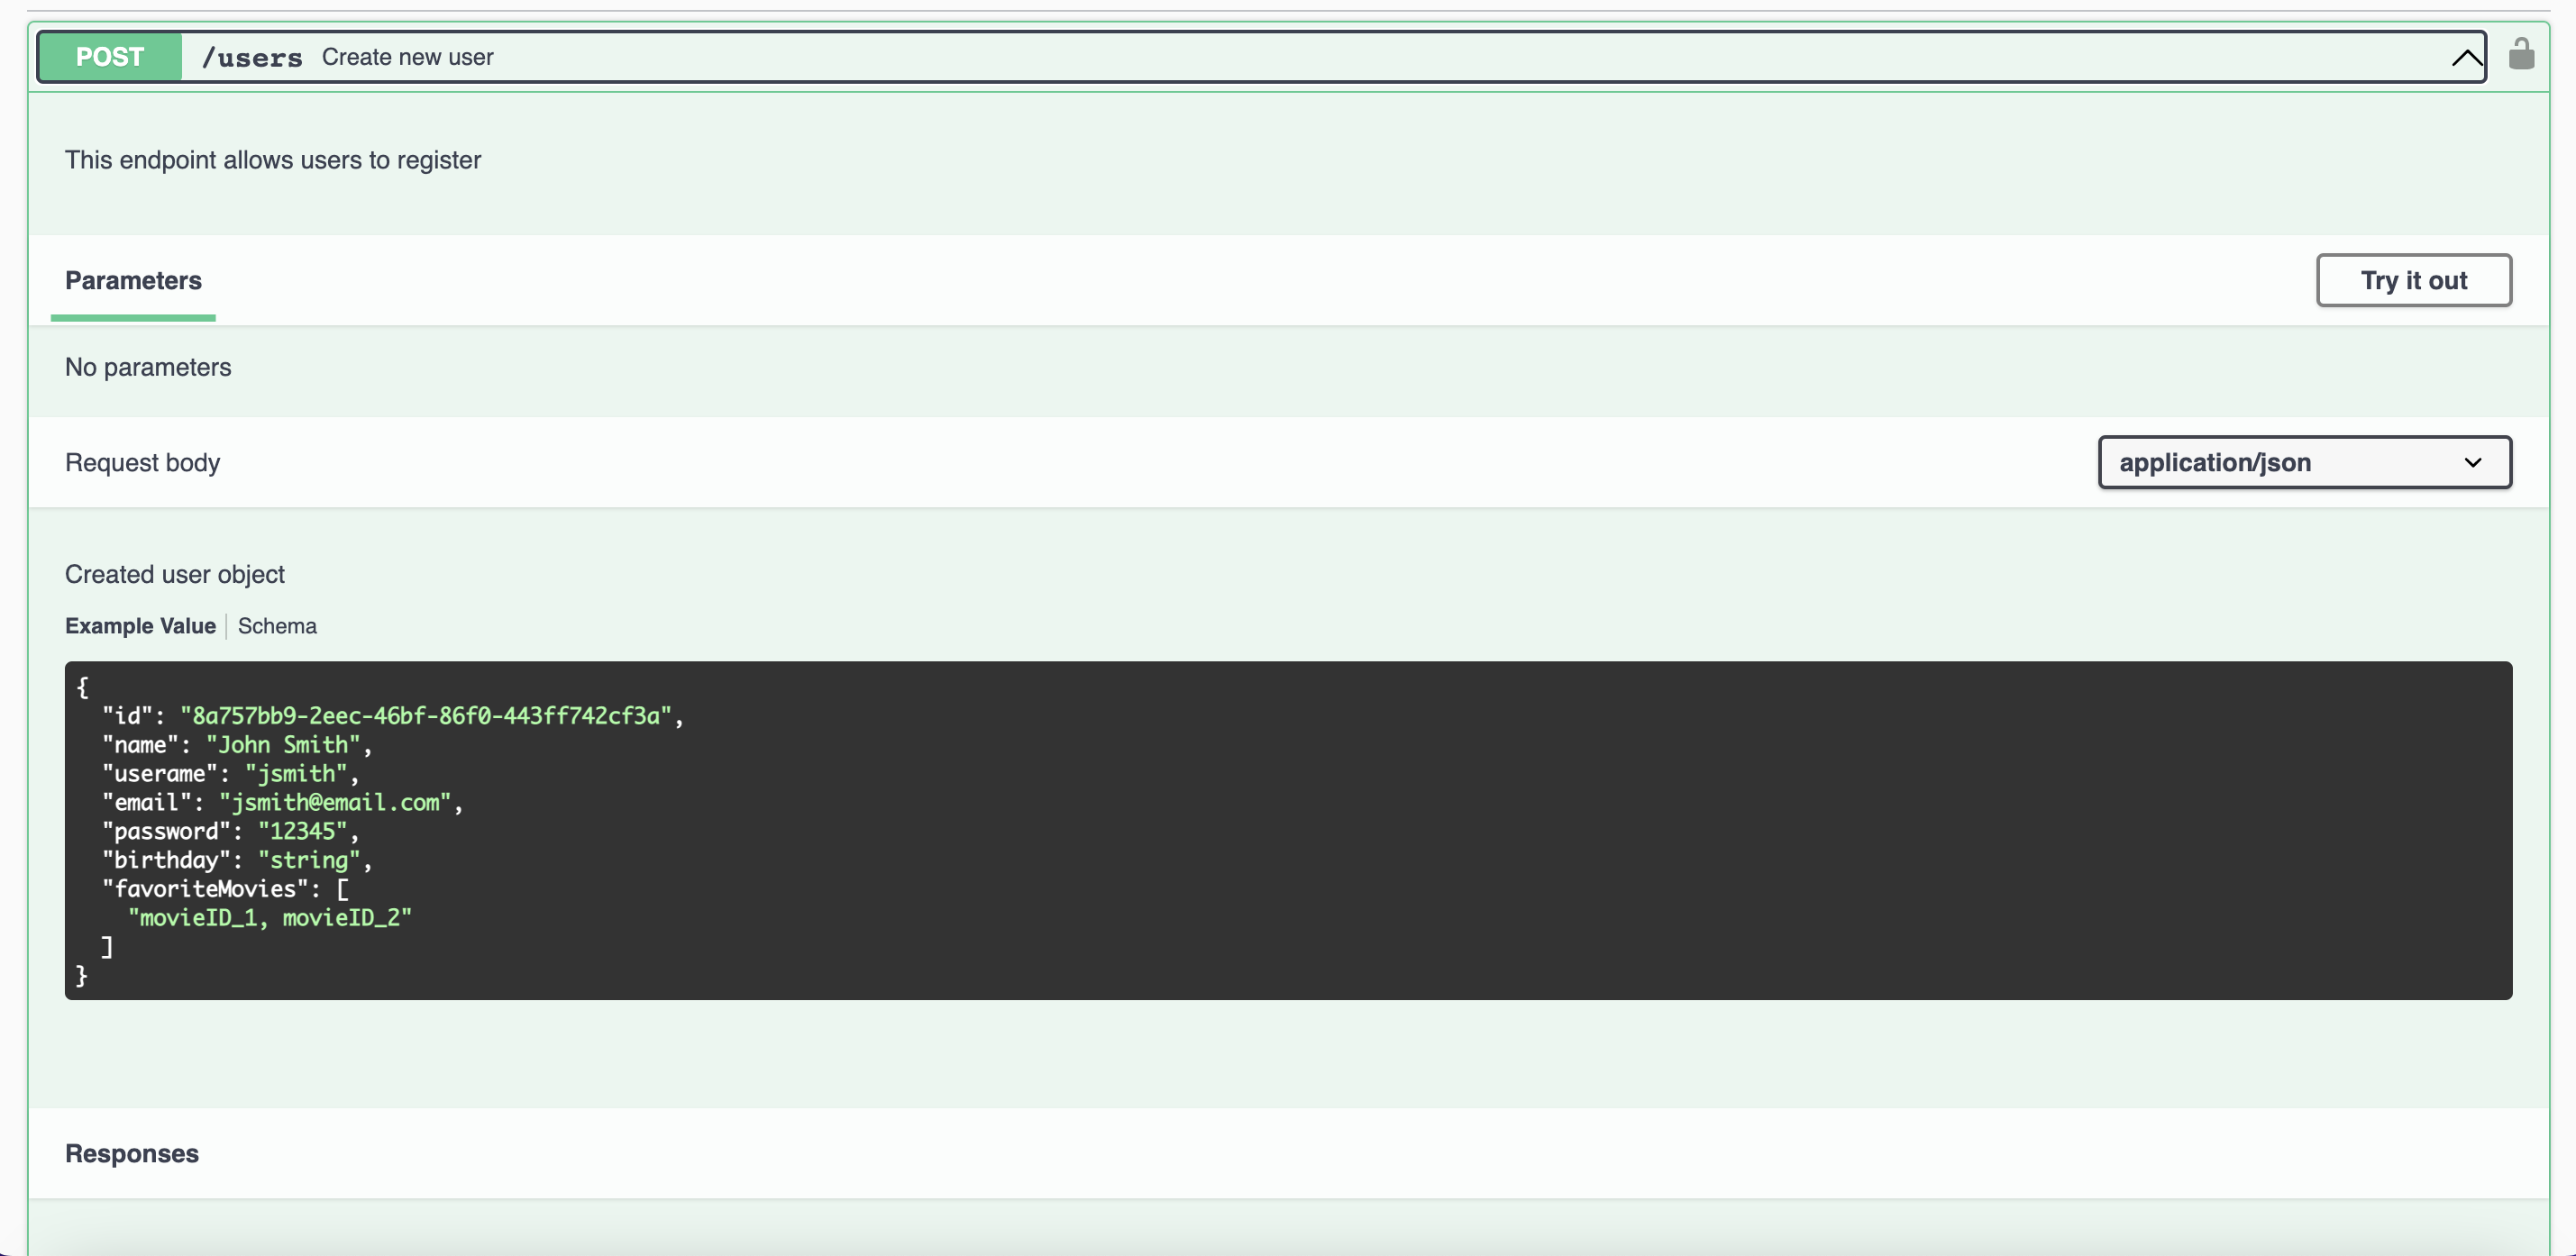 POST /users Create new user
This endpoint allows users to register
Parameters
Try it out
No parameters
Request body
application/json
Created user object
Example Value | Schema
{
  "id": "8a757bb9-2eec-46bf-86f0-443ff742cf3a",
  "name": "John Smith",
  "userame": "jsmith",
  "email": "jsmith@email.com",
  "password": "12345",
  "birthday": "string",
  "favoriteMovies": [
    "movieID_1, movieID_2"
  ]
}
Responses